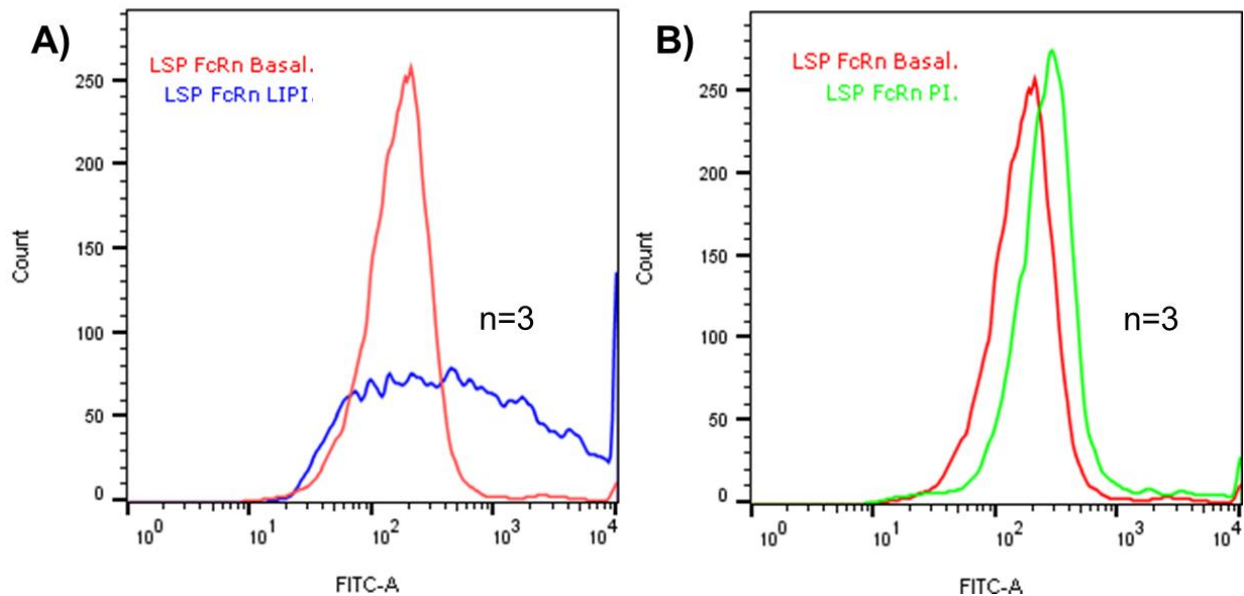 A)
LSP FcRn Basal.
LSP FcRn LIPI.
250
200
150
100
50
0
Count
n=3
10^0 10^1 10^2 10^3 10^4
FITC-A
B)
LSP FcRn Basal.
LSP FcRn PI.
250
200
150
100
50
0
Count
n=3
10^0 10^1 10^2 10^3 10^4
FITC-A